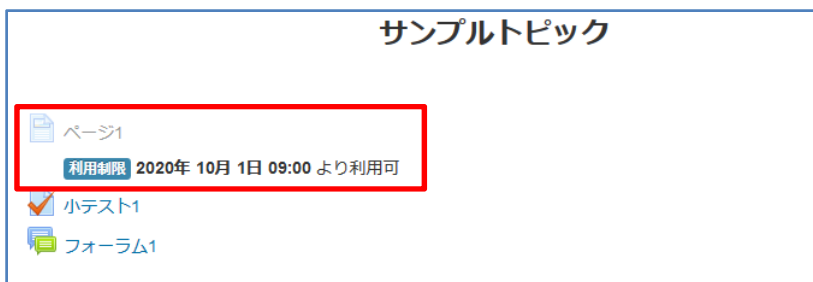 サンプルトピック
ページ1
利用制限 2020年 10月 1日 09:00 より利用可
小テスト1
フォーラム1